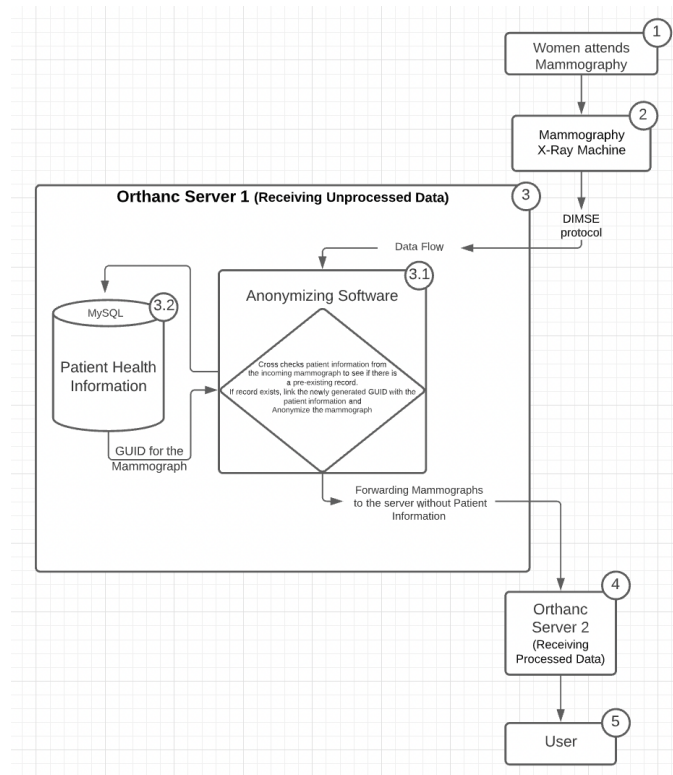 1
Women attends
Mammography
2
Mammography
X-Ray Machine
Orthanc Server 1 (Receiving Unprocessed Data)
3
DIMSE
protocol
Data Flow
3.1
Anonymizing Software
MySQL
3.2
Patient Health
Information
Cross checks patient information from
the incoming mammograph to see if there is
a pre-existing record.
If record exists, link the newly generated GUID with the
patient information and
Anonymize the mammograph
GUID for the
Mammograph
Forwarding Mammographs
to the server without Patient
Information
4
Orthanc
Server 2
(Receiving
Processed Data)
5
User